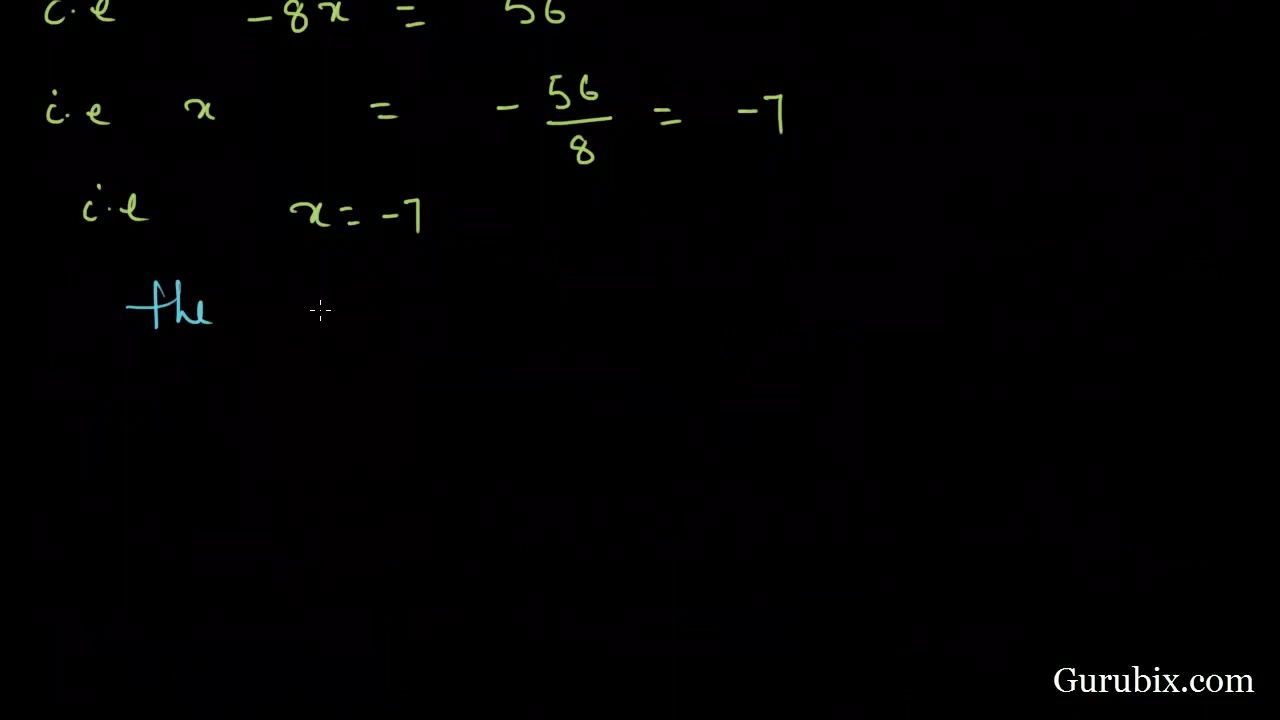 i.e -8x = 56
i.e x = - 56/8 = -7
i.e x = -7
the
Gurubix.com